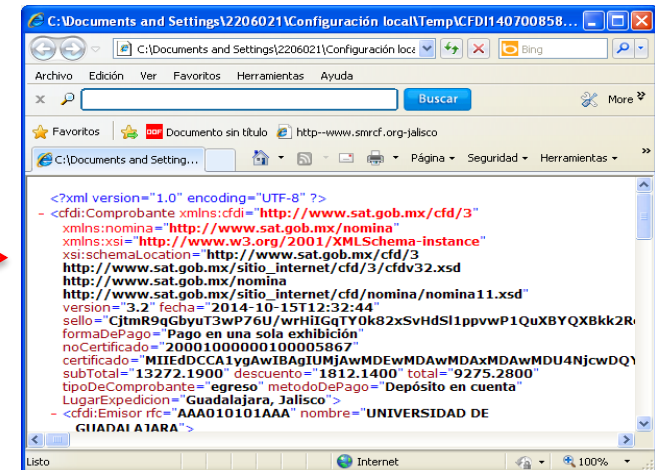 C:\Documents and Settings\2206021\Configuración local\Temp\CFDI140700858...
C:\Documents and Settings\2206021\Configuración loca
Bing
Archivo Edición Ver Favoritos Herramientas Ayuda
x Buscar More
Favoritos Documento sin título http--www.smrcf.org-jalisco
C:\Documents and Setting... Página Seguridad Herramientas
<?xml version="1.0" encoding="UTF-8" ?>
- <cfdi:Comprobante xmlns:cfdi="http://www.sat.gob.mx/cfd/3"
xmlns:nomina="http://www.sat.gob.mx/nomina"
xmlns:xsi="http://www.w3.org/2001/XMLSchema-instance"
xsi:schemaLocation="http://www.sat.gob.mx/cfd/3
http://www.sat.gob.mx/sitio_internet/cfd/3/cfdv32.xsd
http://www.sat.gob.mx/nomina
http://www.sat.gob.mx/sitio_internet/cfd/nomina/nomina11.xsd"
version="3.2" fecha="2014-10-15T12:32:44"
sello="CjtmR9qGbyuT3wP76U/wrHiIGqTY0k82xSvHdSl1ppvwP1QuXBYQXBkk2R
formaDePago="Pago en una sola exhibición"
noCertificado="20001000000100005867"
certificado="MIIEdDCCA1ygAwIBAgIUMjAwMDEwMDAwMDAxMDAwMDU4NjcwDQY
subTotal="13272.1900" descuento="1812.1400" total="9275.2800"
tipoDeComprobante="egreso" metodoDePago="Depósito en cuenta"
LugarExpedicion="Guadalajara, Jalisco">
- <cfdi:Emisor rfc="AAA010101AAA" nombre="UNIVERSIDAD DE
GUADALAJARA">
Listo Internet 100%